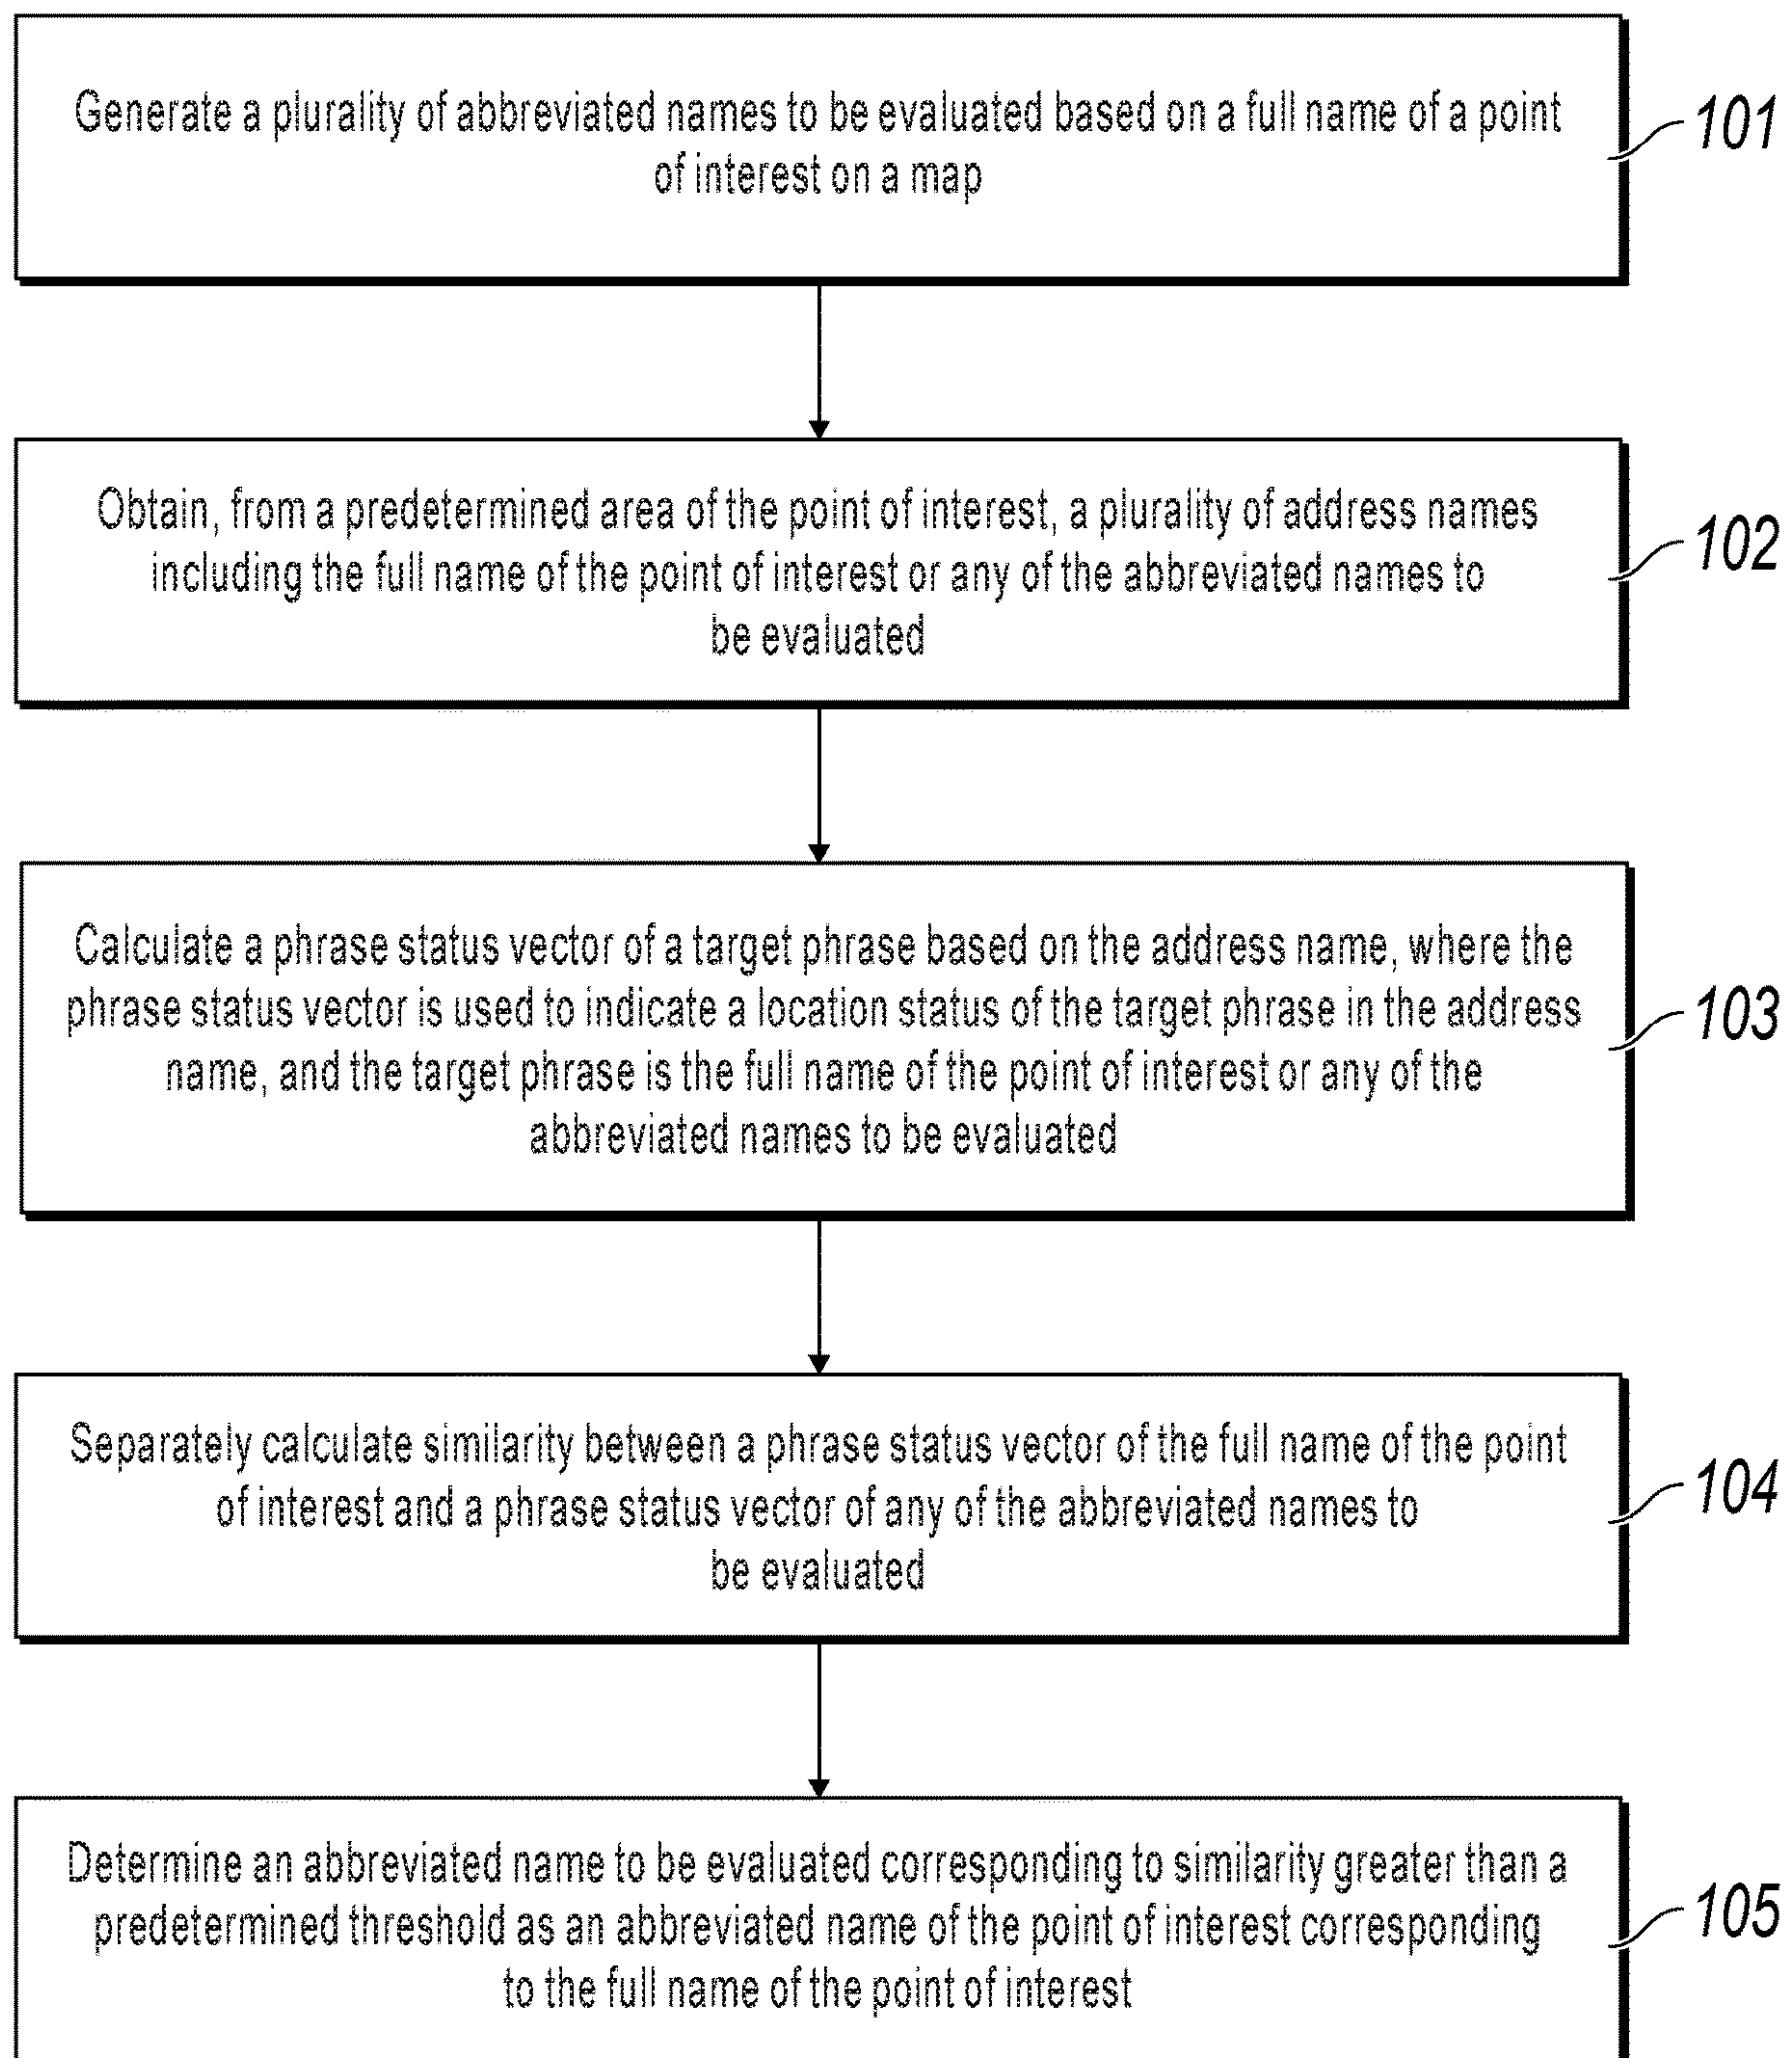 Generate a plurality of abbreviated names to be evaluated based on a full name of a point
of interest on a map
101
Obtain, from a predetermined area of the point of interest, a plurality of address names
including the full name of the point of interest or any of the abbreviated names to
be evaluated
102
Calculate a phrase status vector of a target phrase based on the address name, where the
phrase status vector is used to indicate a location status of the target phrase in the address
name, and the target phrase is the full name of the point of interest or any of the
abbreviated names to be evaluated
103
Separately calculate similarity between a phrase status vector of the full name of the point
of interest and a phrase status vector of any of the abbreviated names to
be evaluated
104
Determine an abbreviated name to be evaluated corresponding to similarity greater than a
predetermined threshold as an abbreviated name of the point of interest corresponding
to the full name of the point of interest
105